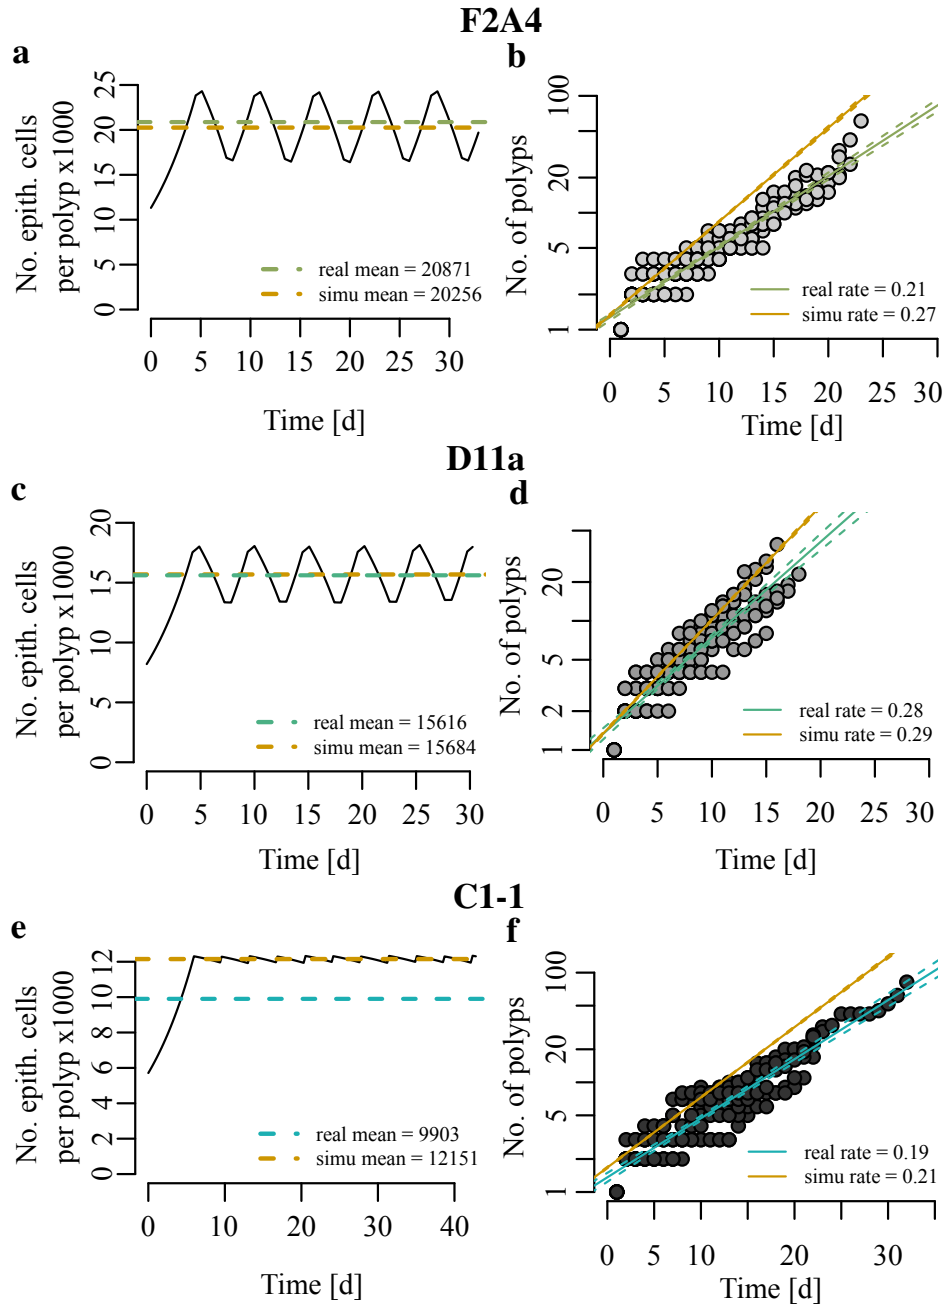 F2A4
a
No. epith. cells
per polyp x1000
0 5 10 15 20 25
real mean = 20871
simu mean = 20256
0 5 10 15 20 25 30
Time [d]
b
No. of polyps
1 5 20 100
real rate = 0.21
simu rate = 0.27
0 5 10 15 20 25 30
Time [d]
D11a
c
No. epith. cells
per polyp x1000
0 5 10 15 20
real mean = 15616
simu mean = 15684
0 5 10 15 20 25 30
Time [d]
d
No. of polyps
1 2 5 20
real rate = 0.28
simu rate = 0.29
0 5 10 15 20 25 30
Time [d]
C1-1
e
No. epith. cells
per polyp x1000
0 2 4 6 8 10 12
real mean = 9903
simu mean = 12151
0 10 20 30 40
Time [d]
f
No. of polyps
1 5 20 100
real rate = 0.19
simu rate = 0.21
0 5 10 20 30
Time [d]